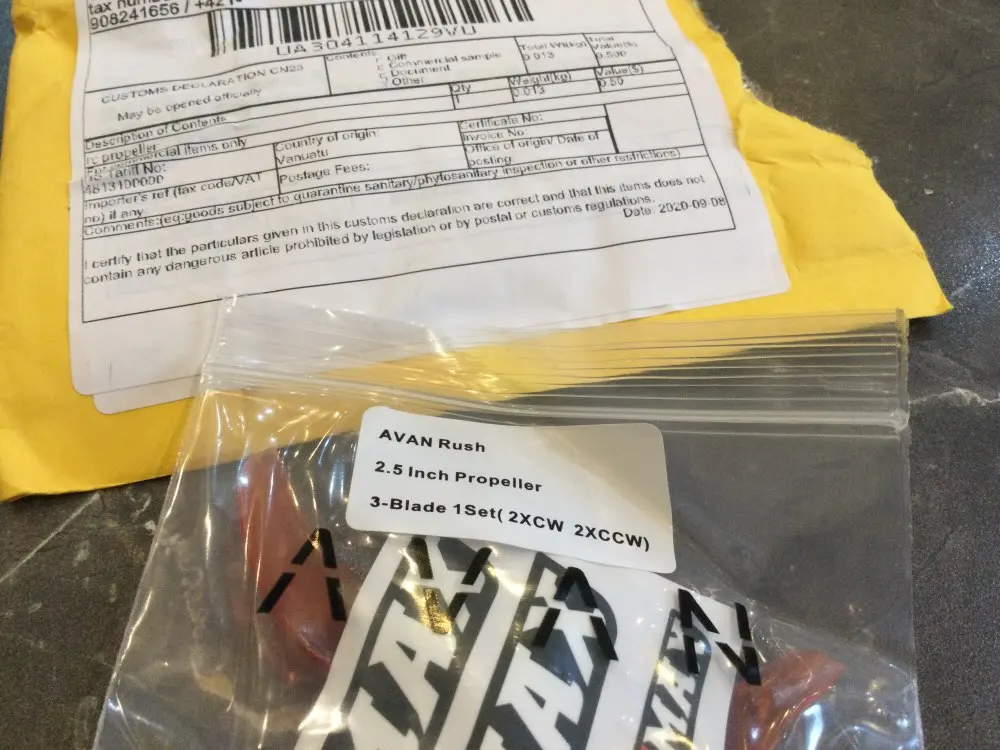 tax number
908241656 / +421
UA304114129VU
CUSTOMS DECLARATION CN23
May be opened officially
Contents:
Gift
Commercial sample
Document
Other
Total Wt(kg)
0.013
Total
Value($)
0.500
Qty
1
Weight(kg)
0.013
Value($)
0.50
Description of Contents
rc propeller
For commercial items only
HS Tariff No:
4813100000
Country of origin:
Vanuatu
Certificate No:
Invoice No
Importer's ref (tax code/VAT
no) if any
Postage Fees:
Office of origin/ Date of
posting
Comments:(eg:goods subject to quarantine sanitary/phytosanitary inspection or other restrictions)
I certify that the particulars given in this customs declaration are correct and that this items does not
contain any dangerous article prohibited by legislation or by postal or customs regulations.
Date: 2020-09-08
AVAN Rush
2.5 Inch Propeller
3-Blade 1Set( 2XCW 2XCCW)
AVAN